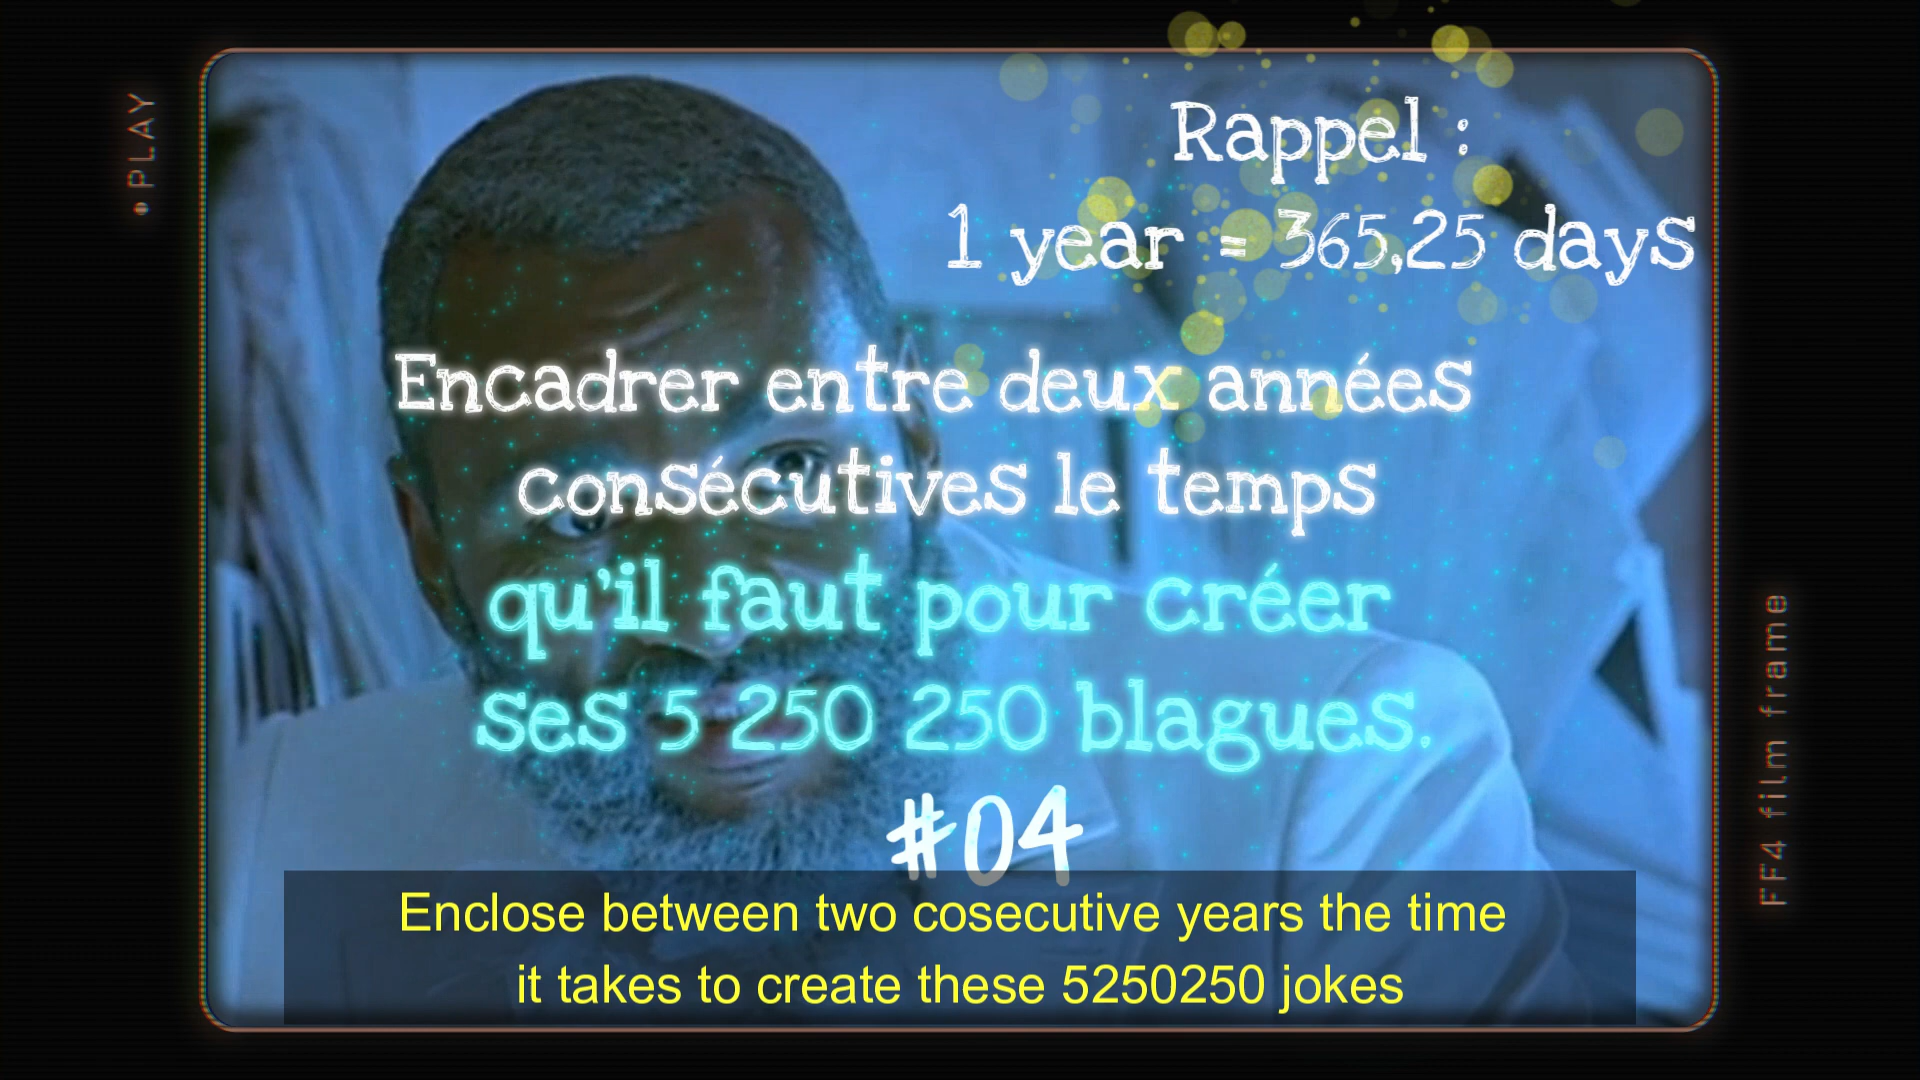 • PLAY
Rappel :
1 year = 365,25 days
Encadrer entre deux années
consécutives le temps
qu'il faut pour créer
ses 5 250 250 blagues.
#04
FF4 film frame
Enclose between two cosecutive years the time
it takes to create these 5250250 jokes